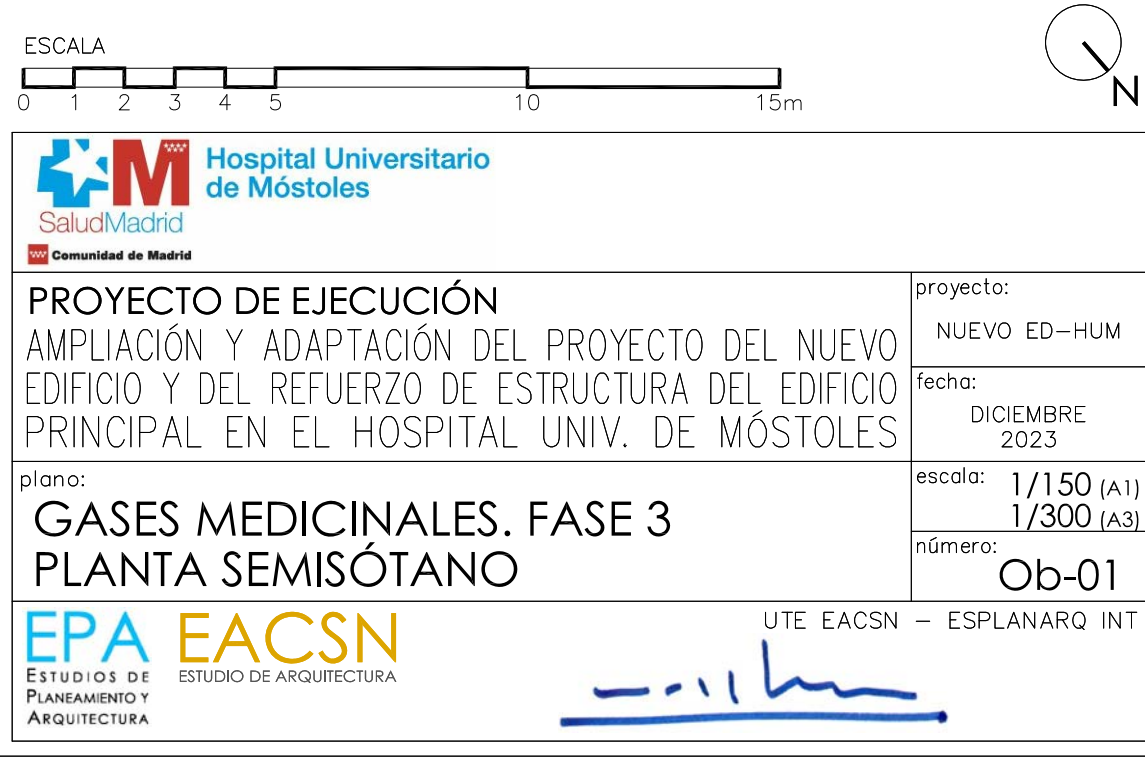 ESCALA
0 1 2 3 4 5 10 15m
N
Hospital Universitario
de Móstoles
SaludMadrid
Comunidad de Madrid
PROYECTO DE EJECUCIÓN
AMPLIACIÓN Y ADAPTACIÓN DEL PROYECTO DEL NUEVO
EDIFICIO Y DEL REFUERZO DE ESTRUCTURA DEL EDIFICIO
PRINCIPAL EN EL HOSPITAL UNIV. DE MÓSTOLES
proyecto:
NUEVO ED-HUM
fecha:
DICIEMBRE
2023
plano:
GASES MEDICINALES. FASE 3
PLANTA SEMISÓTANO
escala: 1/150 (A1)
1/300 (A3)
número:
Ob-01
EPA
ESTUDIOS DE
PLANEAMIENTO Y
ARQUITECTURA
EACSN
ESTUDIO DE ARQUITECTURA
UTE EACSN - ESPLANARQ INT